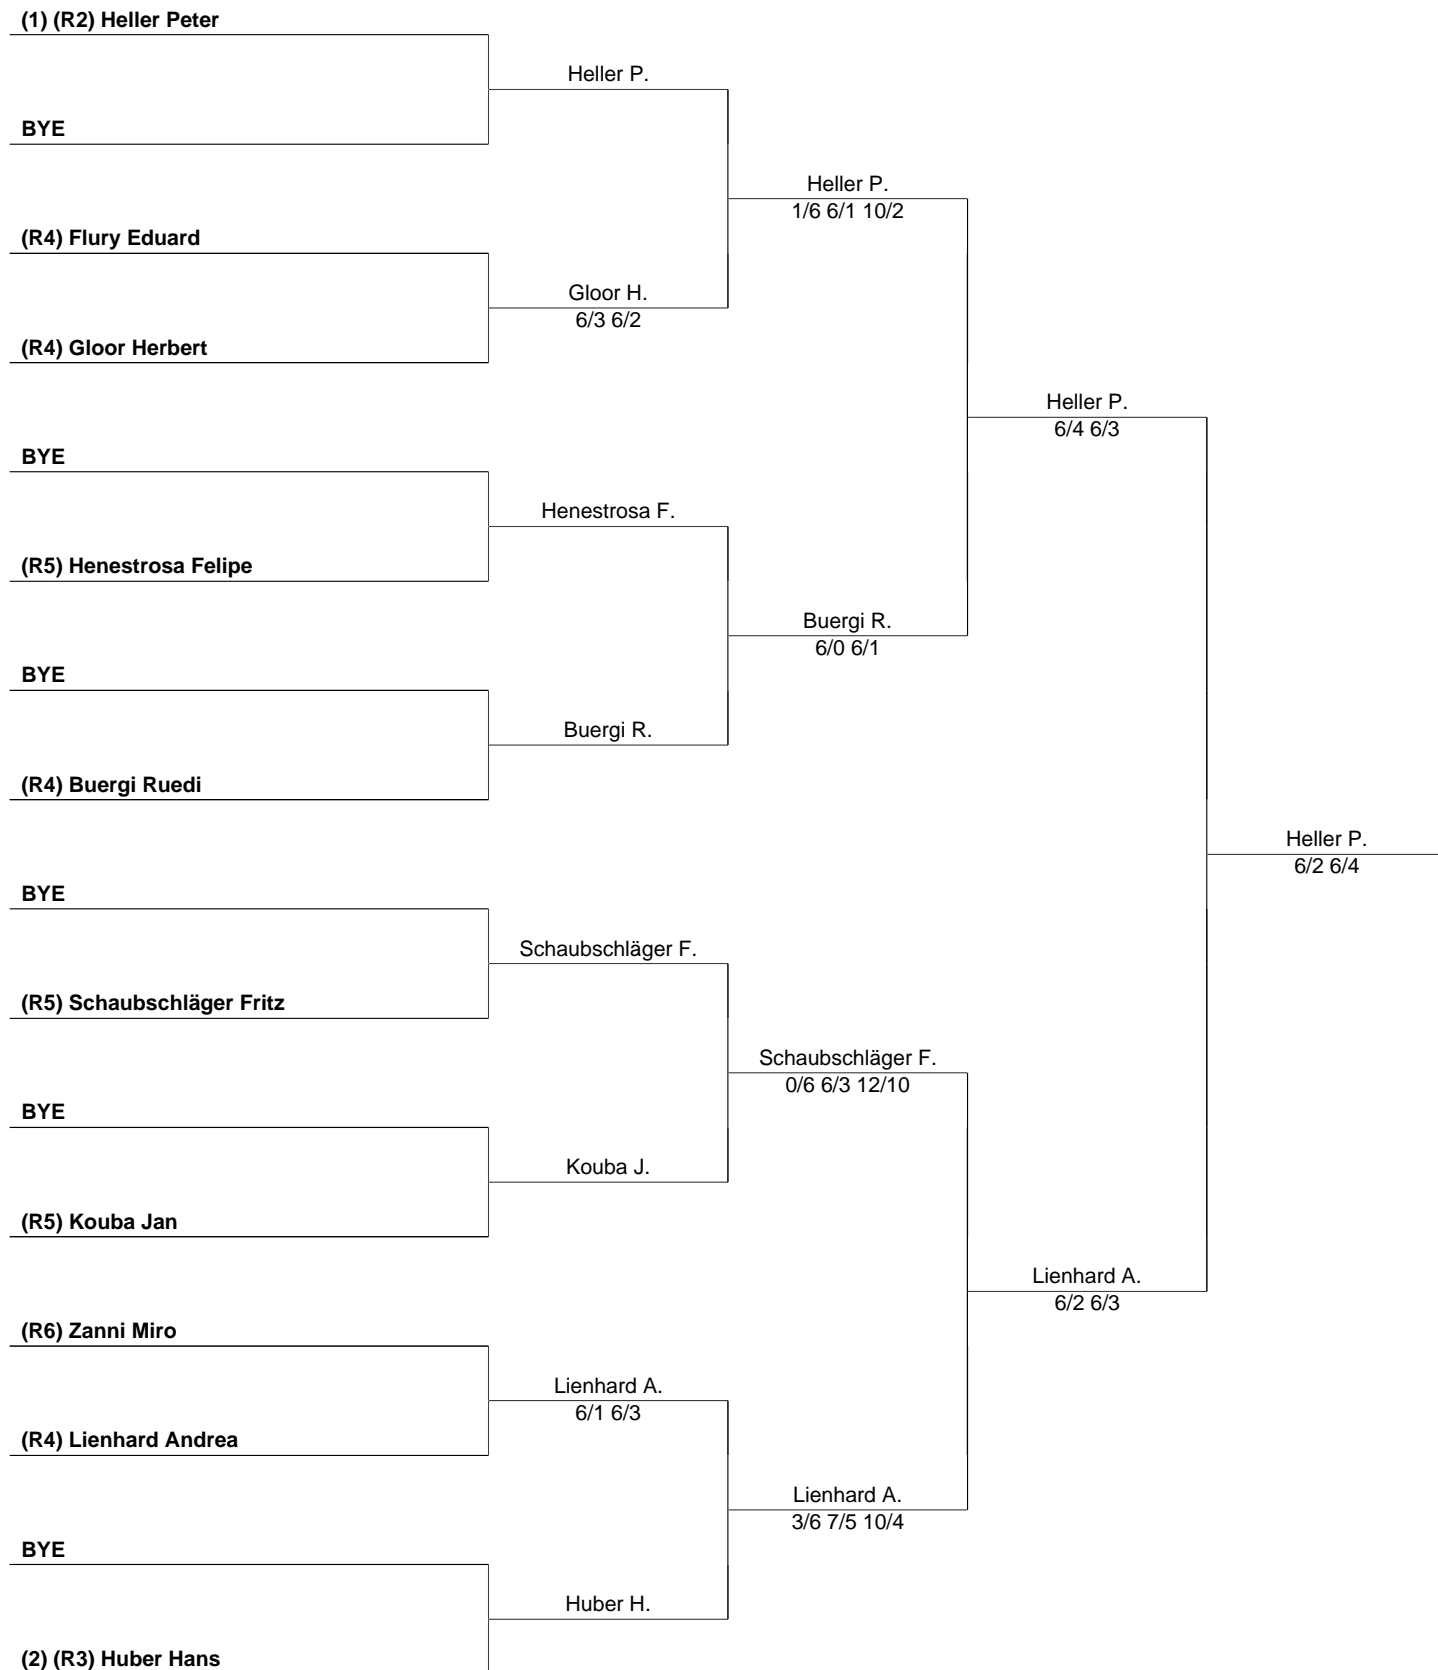 (1) (R2) Heller Peter
Heller P.
BYE
Heller P.
1/6 6/1 10/2
(R4) Flury Eduard
Gloor H.
6/3 6/2
(R4) Gloor Herbert
Heller P.
6/4 6/3
BYE
Henestrosa F.
(R5) Henestrosa Felipe
Buergi R.
6/0 6/1
BYE
Buergi R.
(R4) Buergi Ruedi
Heller P.
6/2 6/4
BYE
Schaubschläger F.
(R5) Schaubschläger Fritz
Schaubschläger F.
0/6 6/3 12/10
BYE
Kouba J.
(R5) Kouba Jan
Lienhard A.
6/2 6/3
(R6) Zanni Miro
Lienhard A.
6/1 6/3
(R4) Lienhard Andrea
Lienhard A.
3/6 7/5 10/4
BYE
Huber H.
(2) (R3) Huber Hans